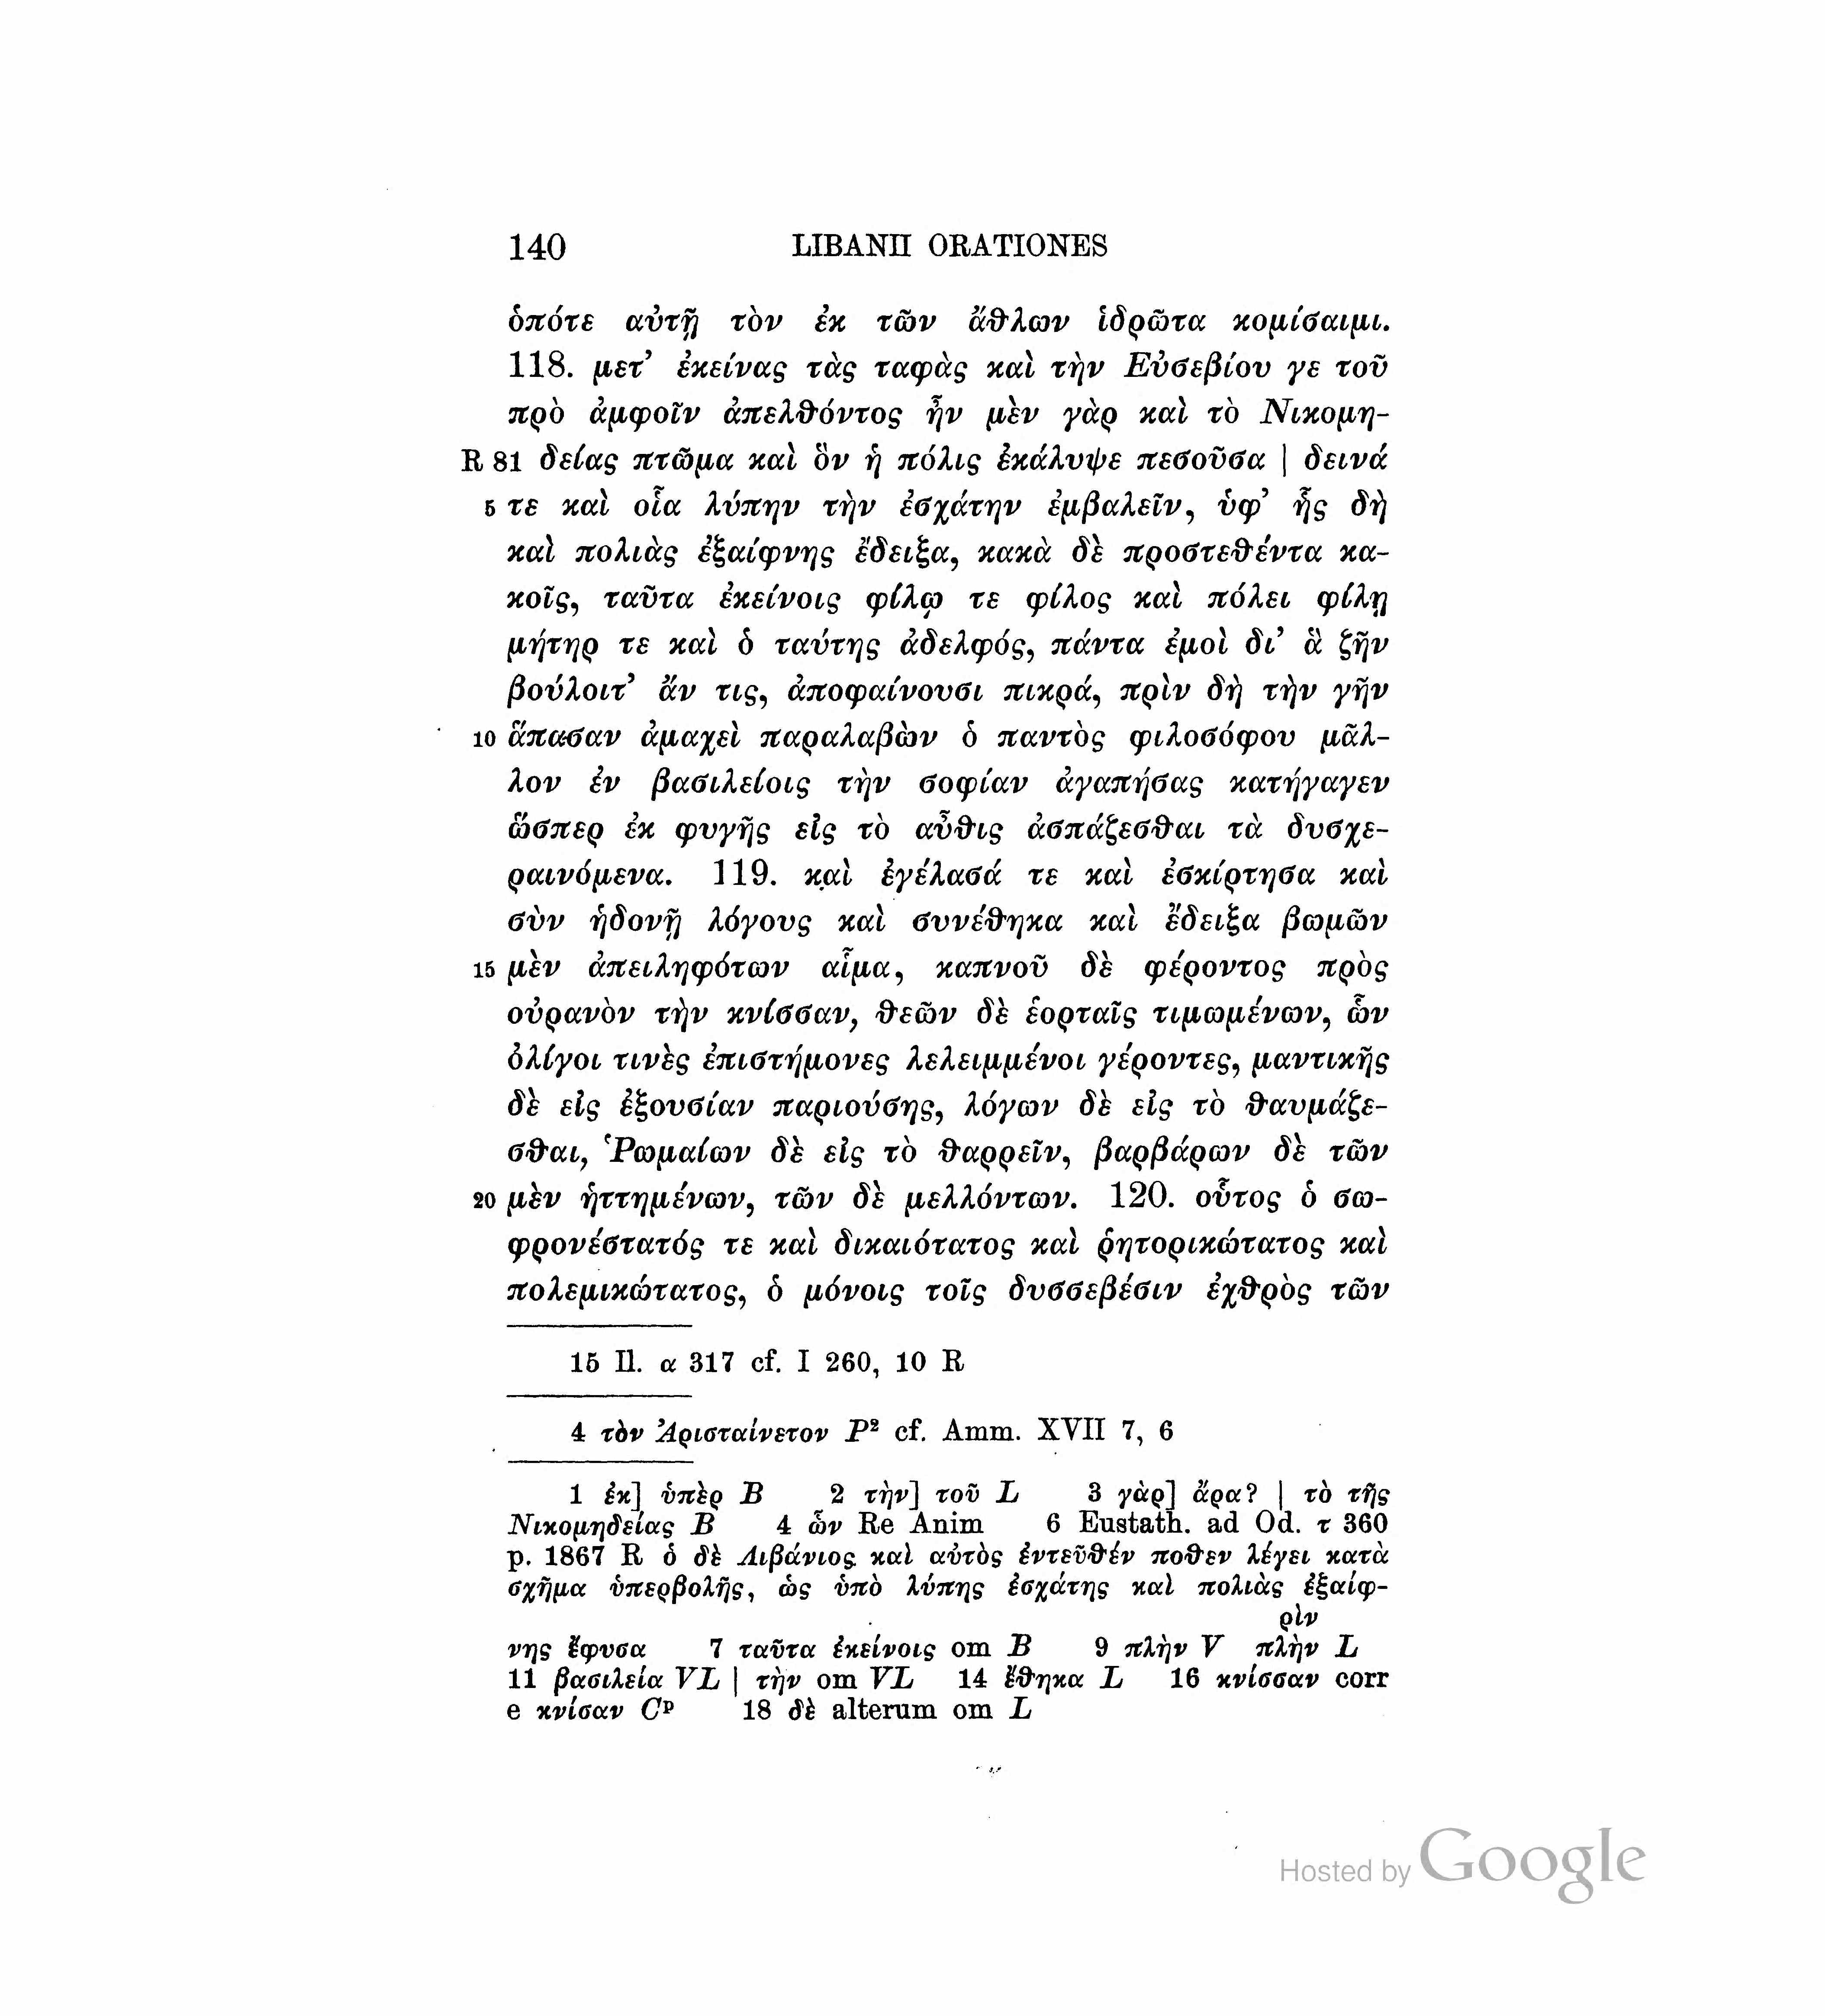 140 LIBANII ORATIONES
ὁπότε αὐτῇ τὸν ἐκ τῶν ἄθλων ἱδρῶτα κομίσαιμι.
118. μετ’ ἐκείνας τὰς ταφὰς καὶ τὴν Εὐσεβίου γε τοῦ
πρὸ ἀμφοῖν ἀπελθόντος ἦν μὲν γὰρ καὶ τὸ Νικομη-
R 81 δείας πτῶμα καὶ ὃν ἡ πόλις ἐκάλυψε πεσοῦσα | δεινά
5 τε καὶ οἷα λύπην τὴν ἐσχάτην ἐμβαλεῖν, ὑφ’ ἧς δὴ
καὶ πολιὰς ἐξαίφνης ἔδειξα, κακὰ δὲ προστεθέντα κα-
κοῖς, ταῦτα ἐκείνοις φίλῳ τε φίλος καὶ πόλει φίλῃ
μήτηρ τε καὶ ὁ ταύτης ἀδελφός, πάντα ἐμοὶ δι’ ἃ ζῆν
βούλοιτ’ ἄν τις, ἀποφαίνουσι πικρά, πρὶν δὴ τὴν γῆν
10 ἅπασαν ἀμαχεὶ παραλαβὼν ὁ παντὸς φιλοσόφου μᾶλ-
λον ἐν βασιλείοις τὴν σοφίαν ἀγαπήσας κατήγαγεν
ὥσπερ ἐκ φυγῆς εἰς τὸ αὖθις ἀσπάζεσθαι τὰ δυσχε-
ραινόμενα. 119. καὶ ἐγέλασά τε καὶ ἐσκίρτησα καὶ
σὺν ἡδονῇ λόγους καὶ συνέθηκα καὶ ἔδειξα βωμῶν
15 μὲν ἀπειληφότων αἷμα, καπνοῦ δὲ φέροντος πρὸς
οὐρανὸν τὴν κνίσσαν, θεῶν δὲ ἑορταῖς τιμωμένων, ὧν
ὀλίγοι τινὲς ἐπιστήμονες λελειμμένοι γέροντες, μαντικῆς
δὲ εἰς ἐξουσίαν παριούσης, λόγων δὲ εἰς τὸ θαυμάζε-
σθαι, Ῥωμαίων δὲ εἰς τὸ θαρρεῖν, βαρβάρων δὲ τῶν
20 μὲν ἡττημένων, τῶν δὲ μελλόντων. 120. οὗτος ὁ σω-
φρονέστατός τε καὶ δικαιότατος καὶ ῥητορικώτατος καὶ
πολεμικώτατος, ὁ μόνοις τοῖς δυσσεβέσιν ἐχθρὸς τῶν
15 Il. α 317 cf. I 260, 10 R
4 τὸν Ἀρισταίνετον P² cf. Amm. XVII 7, 6
1 ἐκ] ὑπὲρ B 2 τὴν] τοῦ L 3 γὰρ] ἄρα? | τὸ τῆς
Νικομηδείας B 4 ὧν Re Anim 6 Eustath. ad Od. τ 360
p. 1867 R ὁ δὲ Λιβάνιος καὶ αὐτὸς ἐντεῦθέν ποθεν λέγει κατὰ
σχῆμα ὑπερβολῆς, ὡς ὑπὸ λύπης ἐσχάτης καὶ πολιὰς ἐξαίφ-
ρὶν
νης ἔφυσα 7 ταῦτα ἐκείνοις om B 9 πλὴν V πλὴν L
11 βασιλεία VL | τὴν om VL 14 ἔθηκα L 16 κνίσσαν corr
e κνίσαν Cᵖ 18 δὲ alterum om L
Hosted by Google